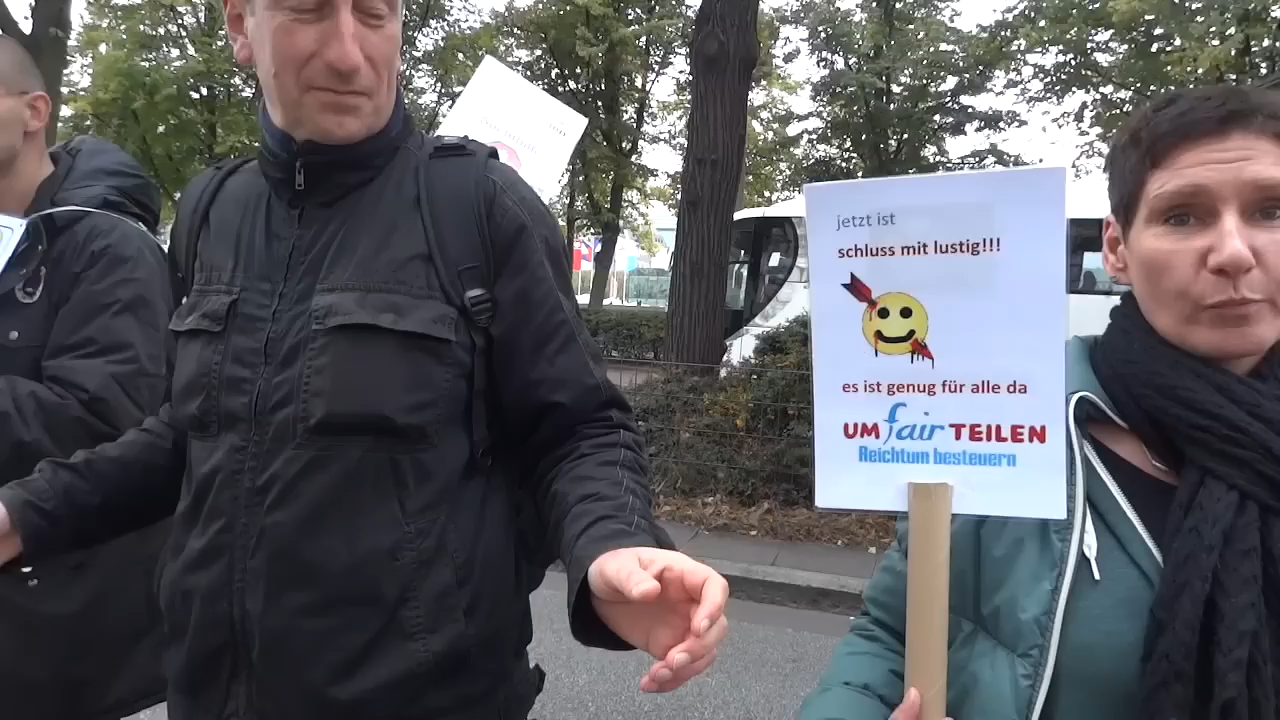 jetzt ist
schluss mit lustig!!!
es ist genug für alle da
UMfairTEILEN
Reichtum besteuern